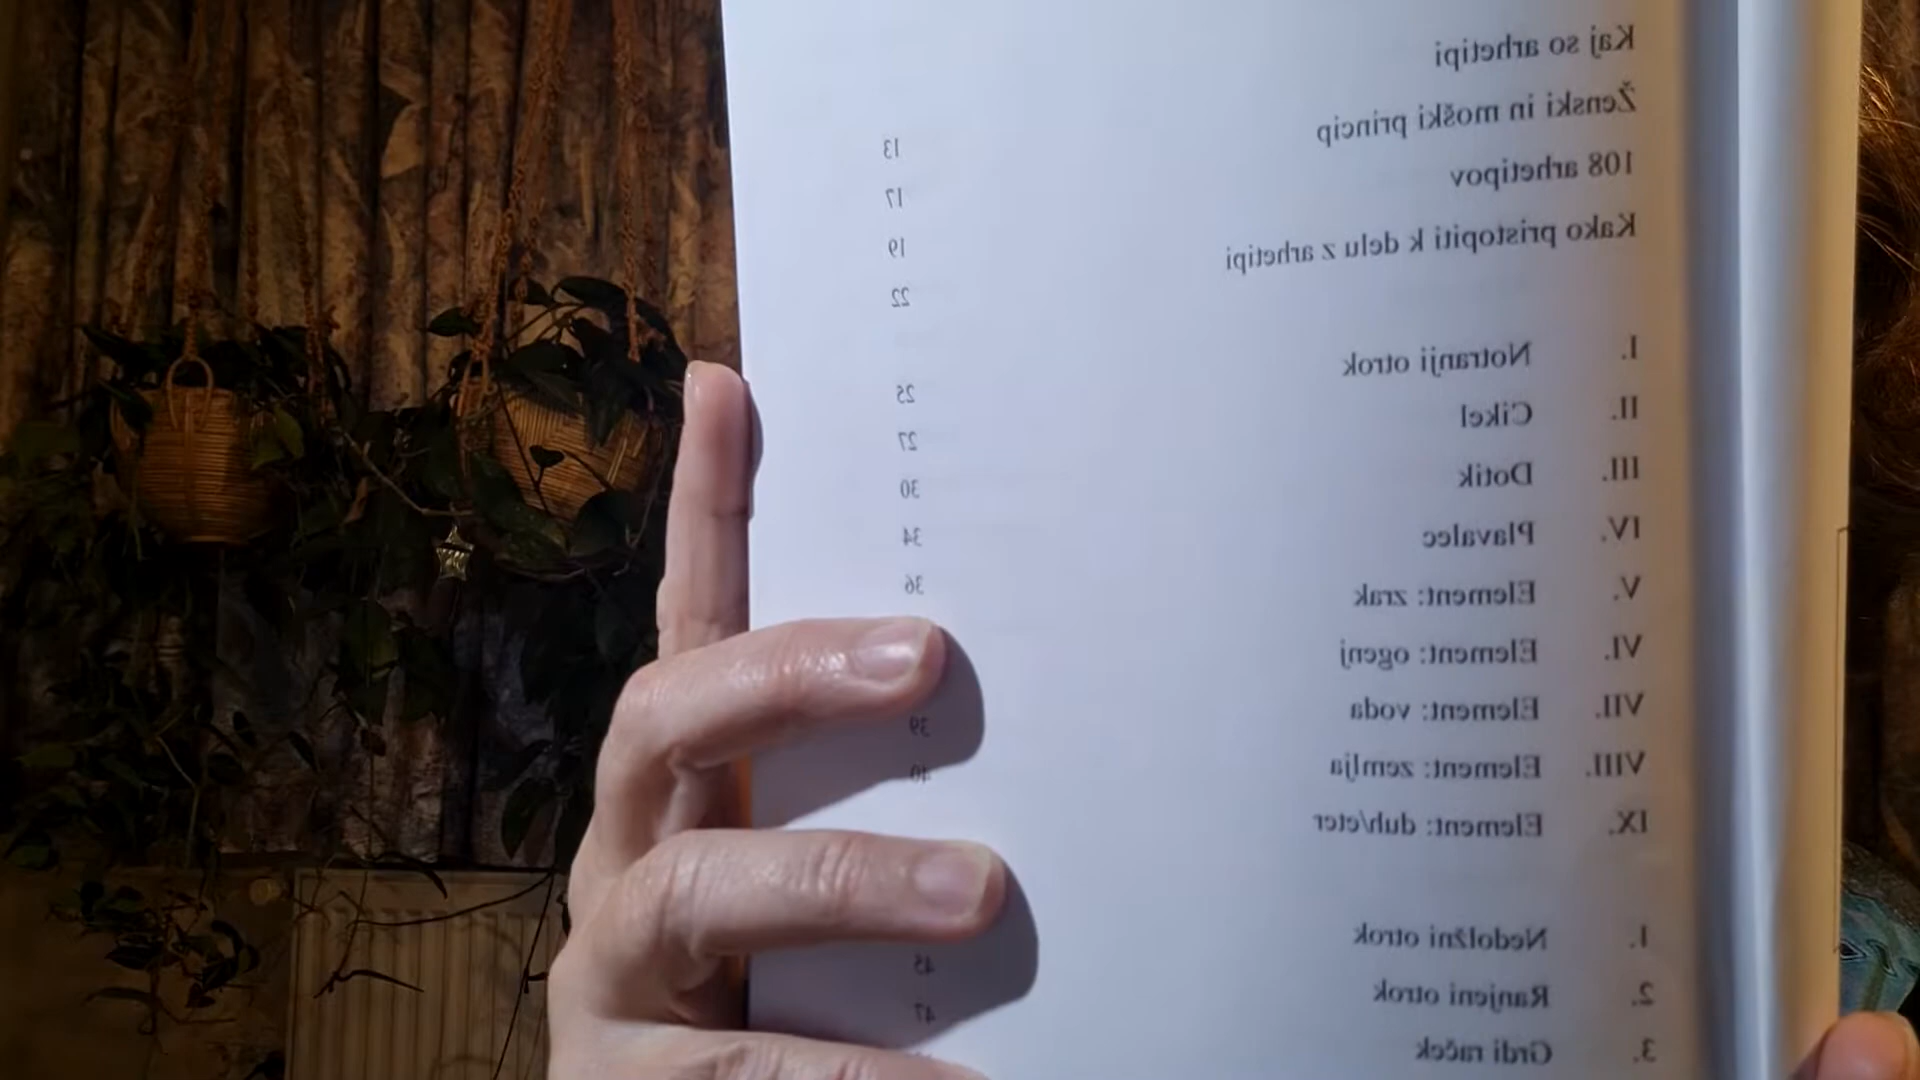 Kaj so arhetipi 13
Ženski in moški princip 17
108 arhetipov 19
Kako pristopiti k delu z arhetipi 22
I. Notranji otrok 25
II. Cikel 27
III. Dotik 30
IV. Plavalec 34
V. Element: zrak 36
VI. Element: ogenj
VII. Element: voda
VIII. Element: zemlja 39
IX. Element: duh/eter 40
1. Nedolžni otrok
2. Ranjeni otrok 45
3. Grdi raček 47